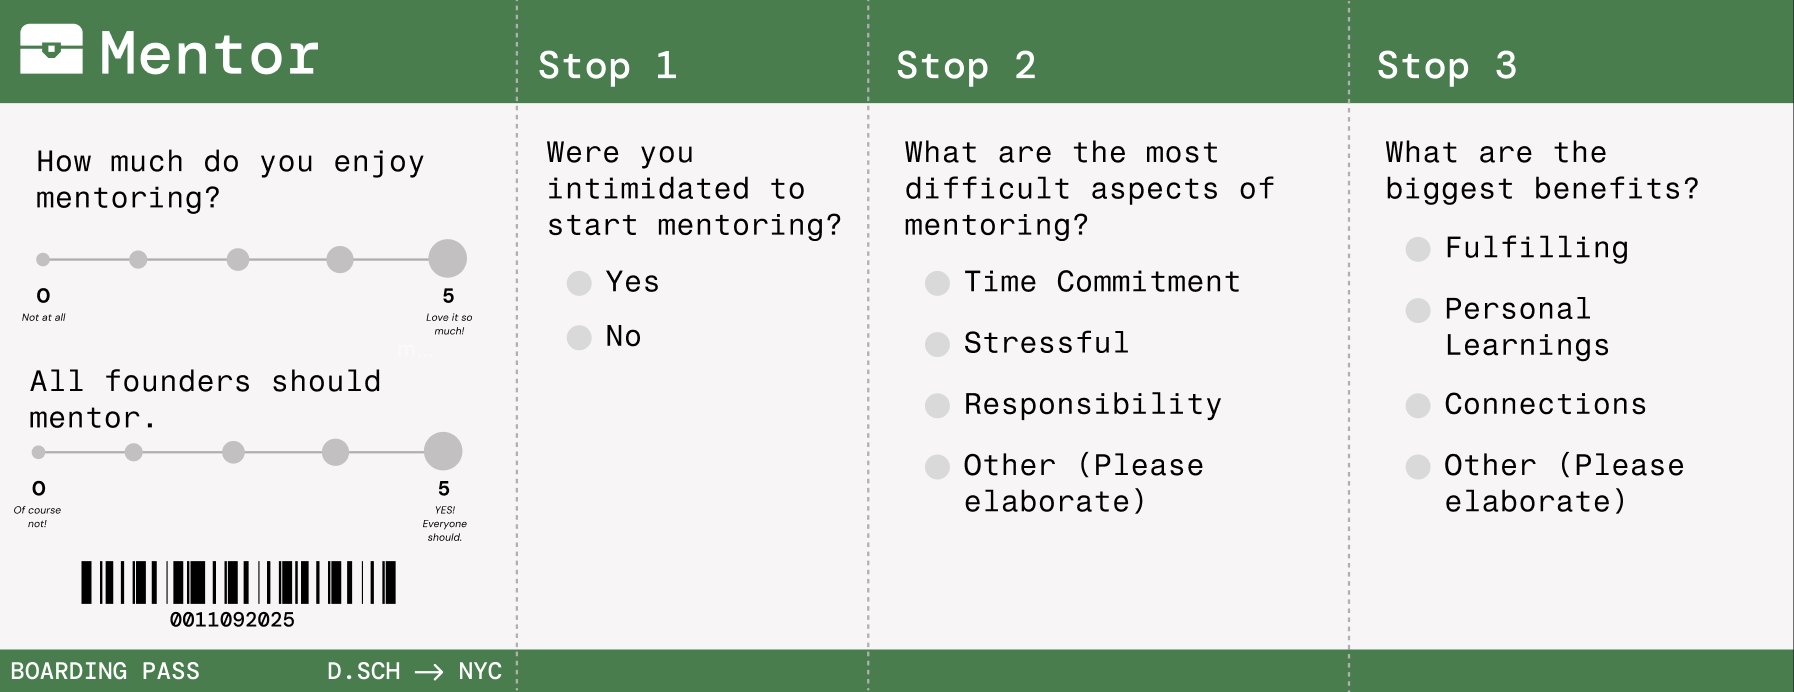 Mentor
How much do you enjoy
mentoring?
0
5
Not at all
Love it so
much!
m...
All founders should
mentor.
0
5
Of course
not!
YES!
Everyone
should.
0011092025
BOARDING PASS
D.SCH → NYC
Stop 1
Were you
intimidated to
start mentoring?
Yes
No
Stop 2
What are the most
difficult aspects of
mentoring?
Time Commitment
Stressful
Responsibility
Other (Please
elaborate)
Stop 3
What are the
biggest benefits?
Fulfilling
Personal
Learnings
Connections
Other (Please
elaborate)